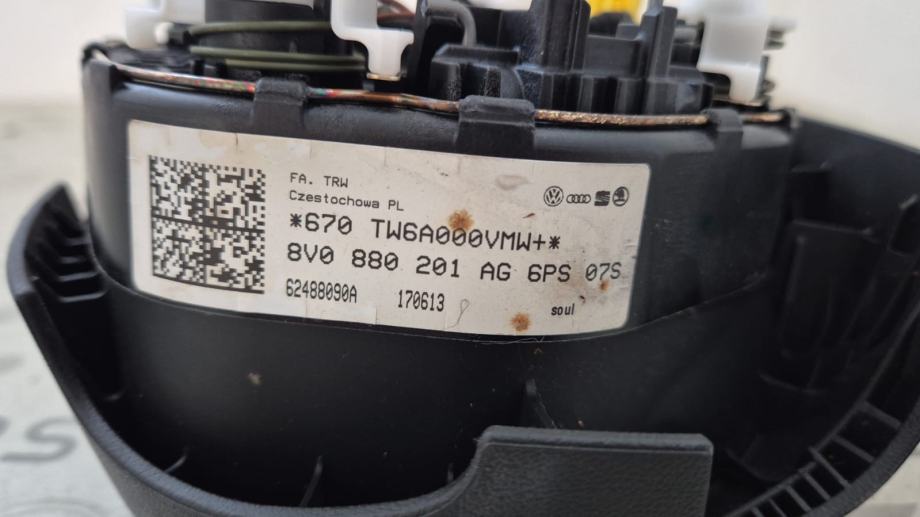 FA. TRW
Czestochowa PL
*670 TW6A000VMW+*
8V0 880 201 AG 6PS 07S
62488090A 170613 soul